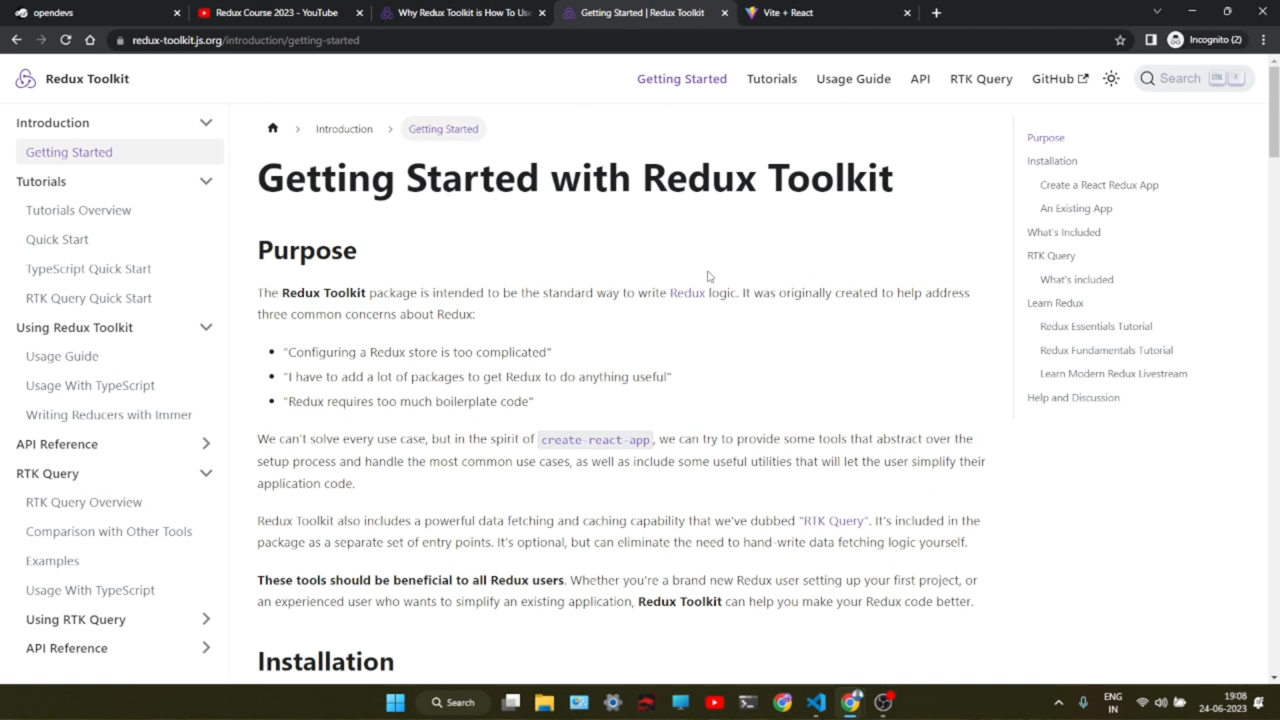 opendevs
Redux Course 2023 - YouTube
Why Redux Toolkit is How To Use
Getting Started | Redux Toolkit
Vite + React
redux-toolkit.js.org/introduction/getting-started
Incognito (2)
Redux Toolkit
Getting Started
Tutorials
Usage Guide
API
RTK Query
GitHub
Search
Introduction
Getting Started
Tutorials
Tutorials Overview
Quick Start
TypeScript Quick Start
RTK Query Quick Start
Using Redux Toolkit
Usage Guide
Usage With TypeScript
Writing Reducers with Immer
API Reference
RTK Query
RTK Query Overview
Comparison with Other Tools
Examples
Usage With TypeScript
Using RTK Query
API Reference
Introduction
Getting Started
Getting Started with Redux Toolkit
Purpose
The Redux Toolkit package is intended to be the standard way to write Redux logic. It was originally created to help address
three common concerns about Redux:
• "Configuring a Redux store is too complicated"
• "I have to add a lot of packages to get Redux to do anything useful"
• "Redux requires too much boilerplate code"
We can't solve every use case, but in the spirit of create-react-app, we can try to provide some tools that abstract over the
setup process and handle the most common use cases, as well as include some useful utilities that will let the user simplify their
application code.
Redux Toolkit also includes a powerful data fetching and caching capability that we've dubbed "RTK Query". It's included in the
package as a separate set of entry points. It's optional, but can eliminate the need to hand-write data fetching logic yourself.
These tools should be beneficial to all Redux users. Whether you're a brand new Redux user setting up your first project, or
an experienced user who wants to simplify an existing application, Redux Toolkit can help you make your Redux code better.
Installation
Purpose
Installation
Create a React Redux App
An Existing App
What's Included
RTK Query
What's included
Learn Redux
Redux Essentials Tutorial
Redux Fundamentals Tutorial
Learn Modern Redux Livestream
Help and Discussion
Search
ENG
IN
19:08
24-06-2023